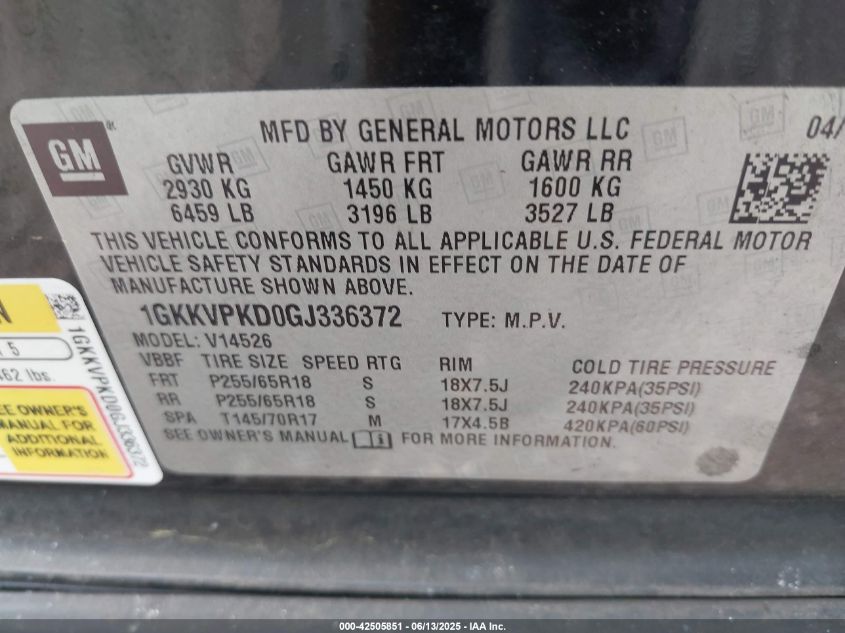 GM
MFD BY GENERAL MOTORS LLC
04/
GVWR GAWR FRT GAWR RR
2930 KG 1450 KG 1600 KG
6459 LB 3196 LB 3527 LB
THIS VEHICLE CONFORMS TO ALL APPLICABLE U.S. FEDERAL MOTOR
VEHICLE SAFETY STANDARDS IN EFFECT ON THE DATE OF
MANUFACTURE SHOWN ABOVE.
1GKKVPKD0GJ336372 TYPE: M.P.V.
MODEL: V14526
VBBF TIRE SIZE SPEED RTG RIM COLD TIRE PRESSURE
FRT P255/65R18 S 18X7.5J 240KPA(35PSI)
RR P255/65R18 S 18X7.5J 240KPA(35PSI)
SPA T145/70R17 M 17X4.5B 420KPA(60PSI)
SEE OWNER'S MANUAL FOR MORE INFORMATION.
N
5
462 lbs.
SEE OWNER'S
MANUAL FOR
ADDITIONAL
INFORMATION
1GKKVPKD0GJ336372
000-42505851 - 06/13/2025 - IAA Inc.